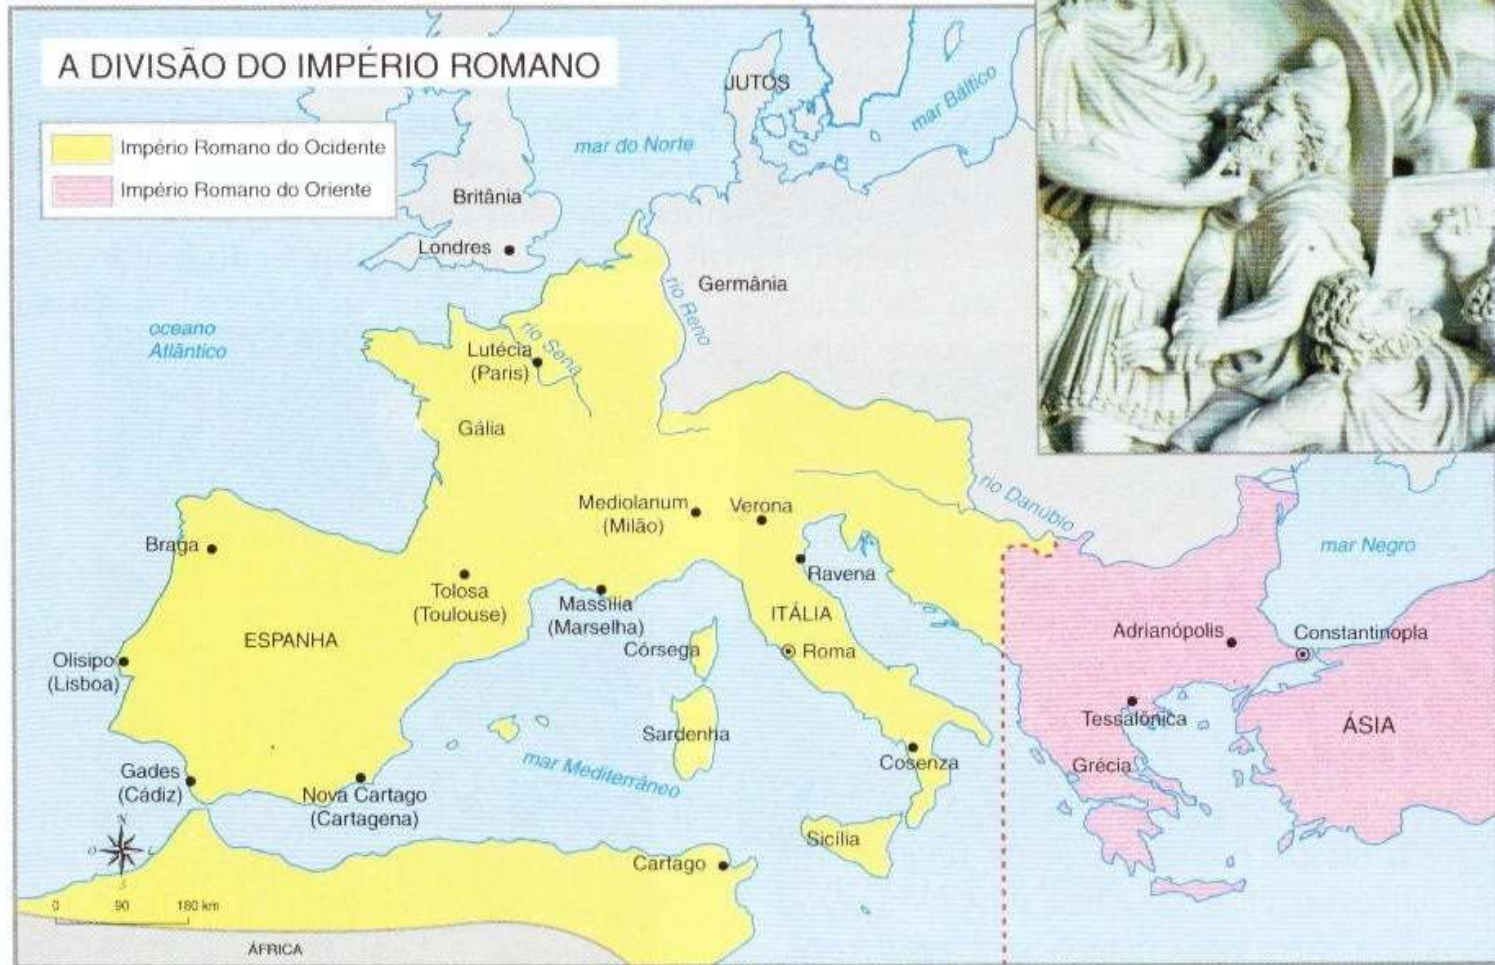 A DIVISÃO DO IMPÉRIO ROMANO
Império Romano do Ocidente
Império Romano do Oriente
JUTOS
mar Báltico
mar do Norte
Britânia
Londres
Germânia
rio Reno
oceano
Atlântico
rio Sena
Lutécia
(Paris)
Gália
rio Danúbio
Mediolanum
(Milão)
Verona
Braga
mar Negro
Ravena
Tolosa
(Toulouse)
Massília
(Marselha)
ITÁLIA
ESPANHA
Córsega
Roma
Adrianópolis
Constantinopla
Olisipo
(Lisboa)
Tessalônica
ÁSIA
Sardenha
mar Mediterrâneo
Cosenza
Grécia
Gades
(Cádiz)
Nova Cartago
(Cartagena)
N
O
L
S
Sicília
Cartago
0 90 180 km
ÁFRICA